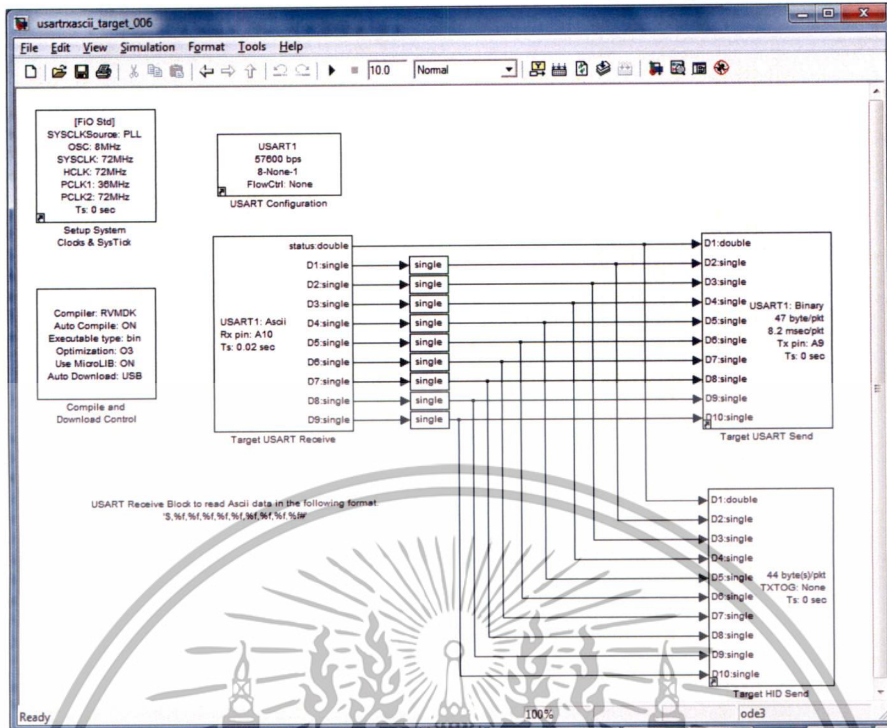 usartrxascii_target_006
File Edit View Simulation Format Tools Help
10.0 Normal
[FiO Std]
SYSCLKSource: PLL
OSC: 8MHz
SYSCLK: 72MHz
HCLK: 72MHz
PCLK1: 36MHz
PCLK2: 72MHz
Ts: 0 sec
Setup System
Clocks & SysTick
USART1
57600 bps
8-None-1
FlowCtrl: None
USART Configuration
Compiler: RVMDK
Auto Compile: ON
Executable type: bin
Optimization: O3
Use MicroLIB: ON
Auto Download: USB
Compile and
Download Control
USART1: Ascii
Rx pin: A10
Ts: 0.02 sec
status:double
D1:single
D2:single
D3:single
D4:single
D5:single
D6:single
D7:single
D8:single
D9:single
Target USART Receive
single
single
single
single
single
single
single
single
single
D1:double
D2:single
D3:single
D4:single
D5:single
D6:single
D7:single
D8:single
D9:single
D10:single
USART1: Binary
47 byte/pkt
8.2 msec/pkt
Tx pin: A9
Ts: 0 sec
Target USART Send
USART Receive Block to read Ascii data in the following format:
'$,%f,%f,%f,%f,%f,%f,%f,%f,%f#'
D1:double
D2:single
D3:single
D4:single
D5:single
D6:single
D7:single
D8:single
D9:single
D10:single
44 byte(s)/pkt
TXTOG: None
Ts: 0 sec
Target HID Send
Ready 100% ode3